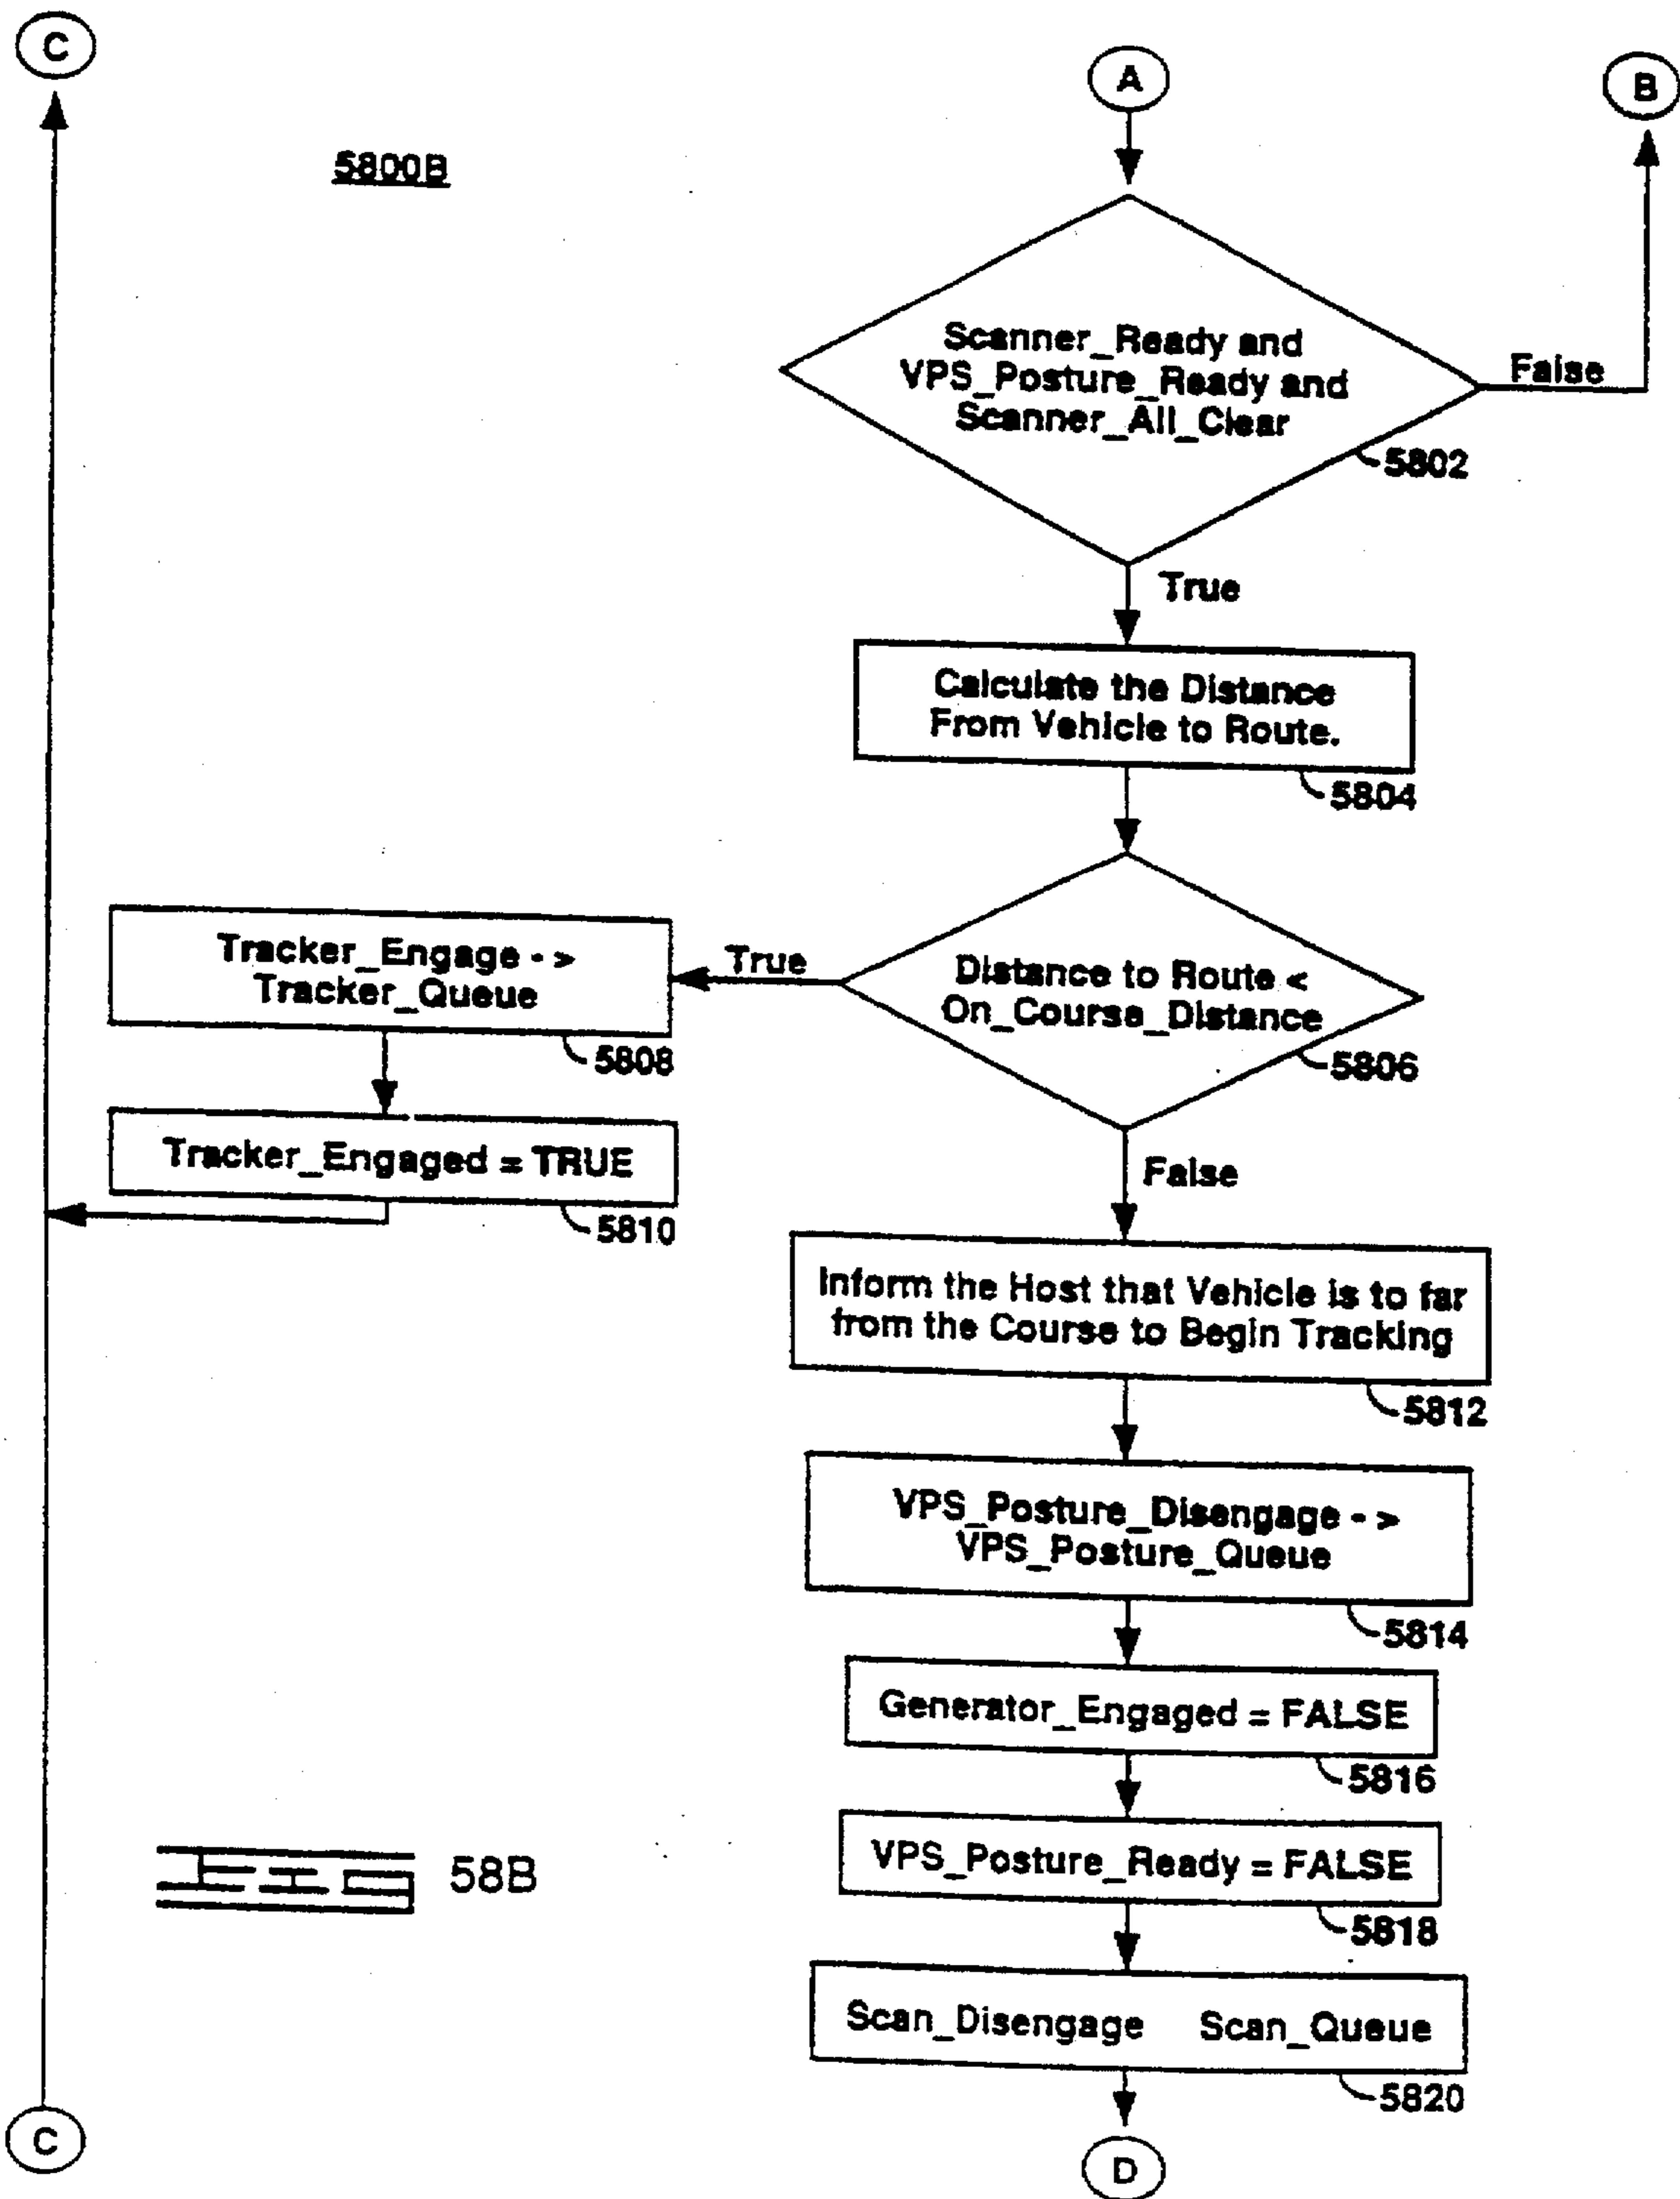 C
A
B
5800B
Scanner_Ready and
VPS_Posture_Ready and
Scanner_All_Clear
False
5802
True
Calculate the Distance
From Vehicle to Route.
5804
Distance to Route <
On_Course_Distance
5806
True
Tracker_Engage - >
Tracker_Queue
5808
Tracker_Engaged = TRUE
5810
False
Inform the Host that Vehicle is to far
from the Course to Begin Tracking
5812
VPS_Posture_Disengage - >
VPS_Posture_Queue
5814
Generator_Engaged = FALSE
5816
VPS_Posture_Ready = FALSE
5818
Scan_Disengage Scan_Queue
5820
C
D
FIG 58B